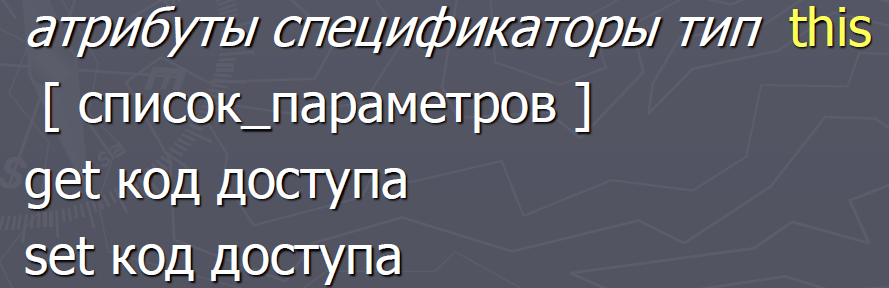 атрибуты спецификаторы тип this
[ список_параметров ]
get код доступа
set код доступа